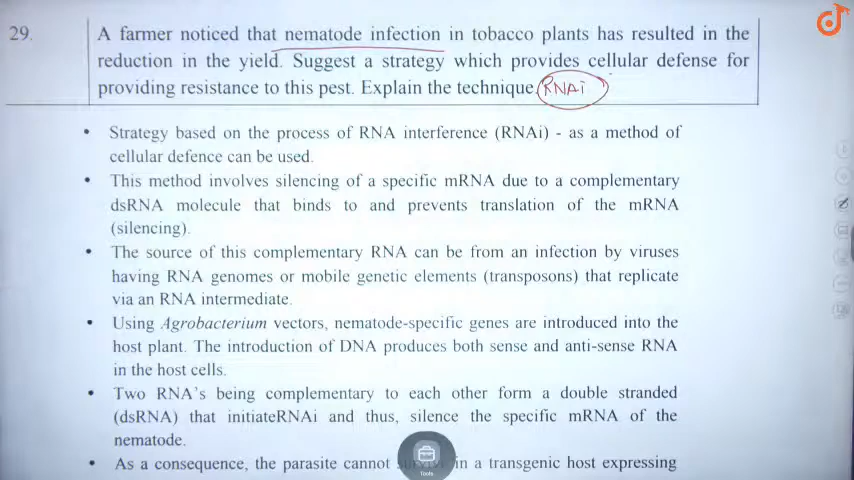 29. A farmer noticed that nematode infection in tobacco plants has resulted in the
reduction in the yield. Suggest a strategy which provides cellular defense for
providing resistance to this pest. Explain the technique. RNAi
• Strategy based on the process of RNA interference (RNAi) - as a method of
cellular defence can be used.
• This method involves silencing of a specific mRNA due to a complementary
dsRNA molecule that binds to and prevents translation of the mRNA
(silencing).
• The source of this complementary RNA can be from an infection by viruses
having RNA genomes or mobile genetic elements (transposons) that replicate
via an RNA intermediate.
• Using Agrobacterium vectors, nematode-specific genes are introduced into the
host plant. The introduction of DNA produces both sense and anti-sense RNA
in the host cells.
• Two RNA's being complementary to each other form a double stranded
(dsRNA) that initiateRNAi and thus, silence the specific mRNA of the
nematode.
• As a consequence, the parasite cannot in a transgenic host expressing
Tools